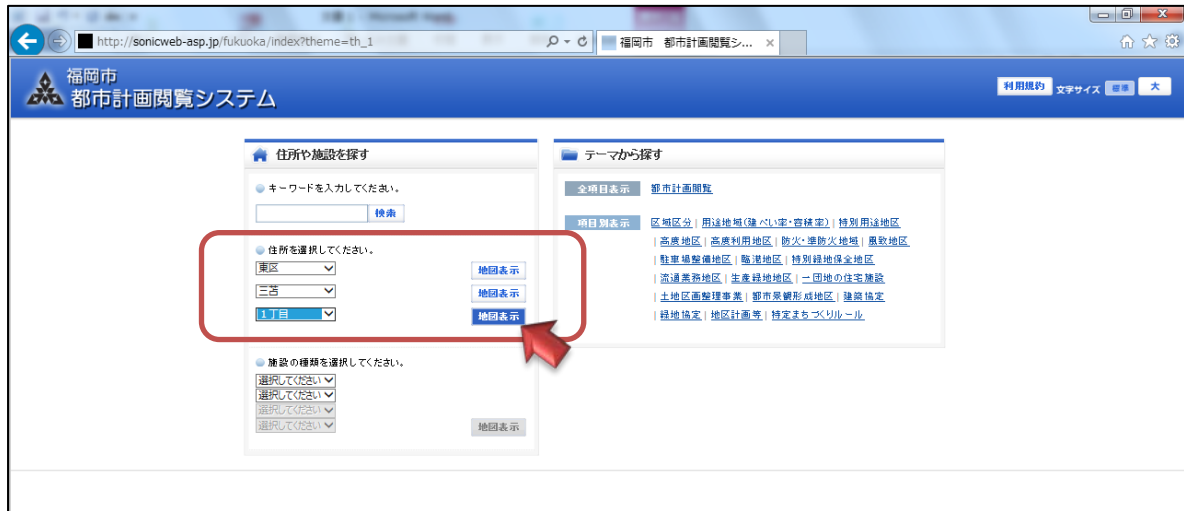 http://sonicweb-asp.jp/fukuoka/index?theme=th_1
福岡市 都市計画閲覧シ...
福岡市
都市計画閲覧システム
利用規約 文字サイズ 標準 大
住所や施設を探す
キーワードを入力してください。
検索
住所を選択してください。
東区 地図表示
三苫 地図表示
1丁目 地図表示
施設の種類を選択してください。
選択してください
選択してください
選択してください
選択してください 地図表示
テーマから探す
全項目表示 都市計画閲覧
項目別表示 区域区分 | 用途地域(建ぺい率・容積率) | 特別用途地区
| 高度地区 | 高度利用地区 | 防火・準防火地域 | 風致地区
| 駐車場整備地区 | 臨港地区 | 特別緑地保全地区
| 流通業務地区 | 生産緑地地区 | 一団地の住宅施設
| 土地区画整理事業 | 都市景観形成地区 | 建築協定
| 緑地協定 | 地区計画等 | 特定まちづくりルール